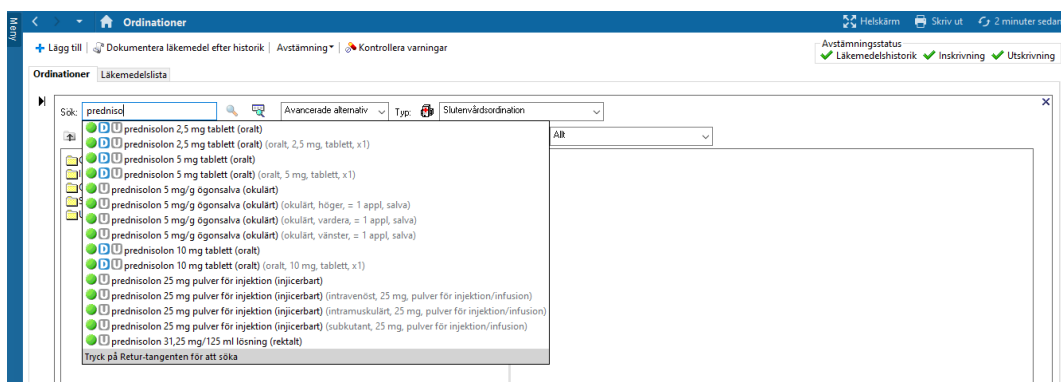 Meny
Ordinationer Helskärm Skriv ut 2 minuter sedan
Lägg till Dokumentera läkemedel efter historik Avstämning Kontrollera varningar
Avstämningsstatus
Läkemedelshistorik Inskrivning Utskrivning
Ordinationer Läkemedelslista
Sök: predniso Avancerade alternativ Typ: Slutenvårdsordination
Allt
prednisolon 2,5 mg tablett (oralt)
prednisolon 2,5 mg tablett (oralt) (oralt, 2,5 mg, tablett, x1)
prednisolon 5 mg tablett (oralt)
prednisolon 5 mg tablett (oralt) (oralt, 5 mg, tablett, x1)
prednisolon 5 mg/g ögonsalva (okulärt)
prednisolon 5 mg/g ögonsalva (okulärt) (okulärt, höger, = 1 appl, salva)
prednisolon 5 mg/g ögonsalva (okulärt) (okulärt, vardera, = 1 appl, salva)
prednisolon 5 mg/g ögonsalva (okulärt) (okulärt, vänster, = 1 appl, salva)
prednisolon 10 mg tablett (oralt)
prednisolon 10 mg tablett (oralt) (oralt, 10 mg, tablett, x1)
prednisolon 25 mg pulver för injektion (injicerbart)
prednisolon 25 mg pulver för injektion (injicerbart) (intravenöst, 25 mg, pulver för injektion/infusion)
prednisolon 25 mg pulver för injektion (injicerbart) (intramuskulärt, 25 mg, pulver för injektion/infusion)
prednisolon 25 mg pulver för injektion (injicerbart) (subkutant, 25 mg, pulver för injektion/infusion)
prednisolon 31,25 mg/125 ml lösning (rektalt)
Tryck på Retur-tangenten för att söka